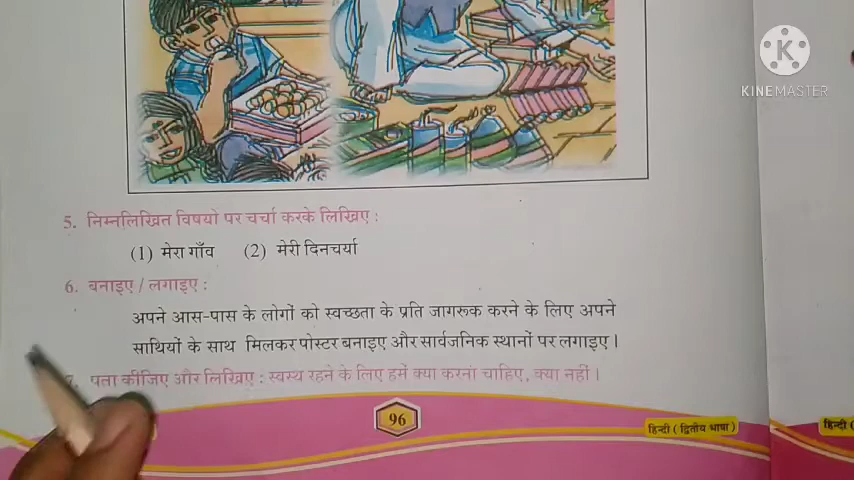 KINEMASTER
5. निम्नलिखित विषयों पर चर्चा करके लिखिए :
(1) मेरा गाँव (2) मेरी दिनचर्या
6. बनाइए / लगाइए :
अपने आस-पास के लोगों को स्वच्छता के प्रति जागरूक करने के लिए अपने
साथियों के साथ मिलकर पोस्टर बनाइए और सार्वजनिक स्थानों पर लगाइए।
7. पता कीजिए और लिखिए : स्वस्थ रहने के लिए हमें क्या करना चाहिए, क्या नहीं।
96
हिन्दी ( द्वितीय भाषा )
हिन्दी (